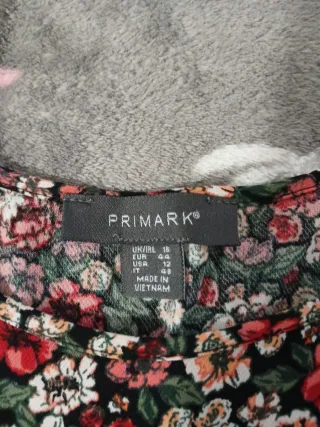 PRIMARK®
UK/IRL 16
EUR 44
USA 12
IT 48
MADE IN
VIETNAM